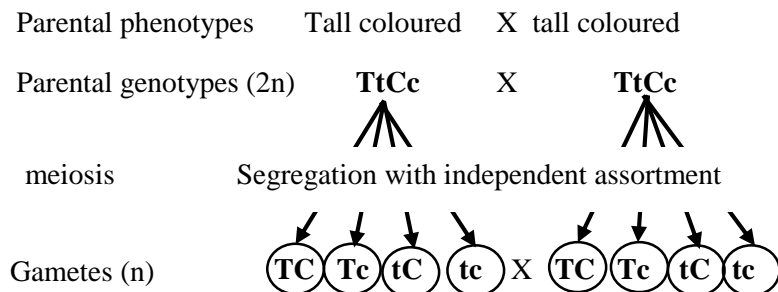 Parental phenotypes Tall coloured X tall coloured
Parental genotypes (2n) TtCc X TtCc
meiosis Segregation with independent assortment
Gametes (n) TC Tc tC tc X TC Tc tC tc